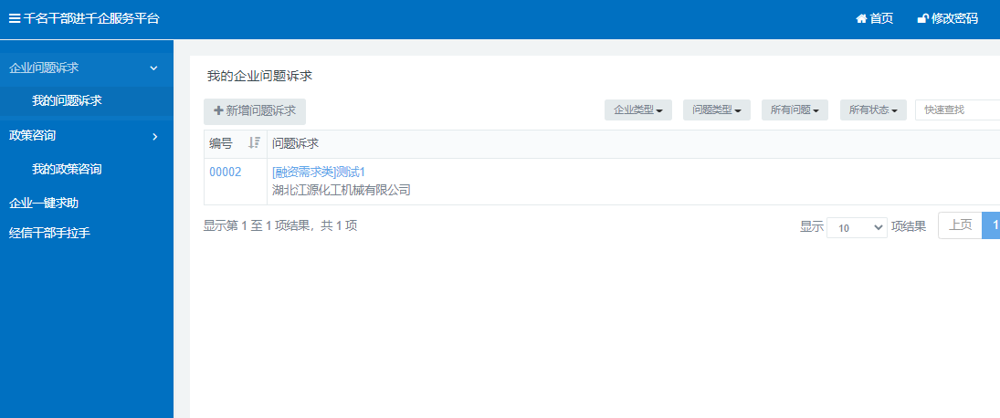 千名干部进千企服务平台
首页
修改密码
企业问题诉求
我的问题诉求
政策咨询
我的政策咨询
企业一键求助
经信干部手拉手
我的企业问题诉求
新增问题诉求
企业类型
问题类型
所有问题
所有状态
快速查找
编号
问题诉求
00002
[融资需求类]测试1
湖北江源化工机械有限公司
显示第 1 至 1 项结果，共 1 项
显示 10 项结果
上页
1